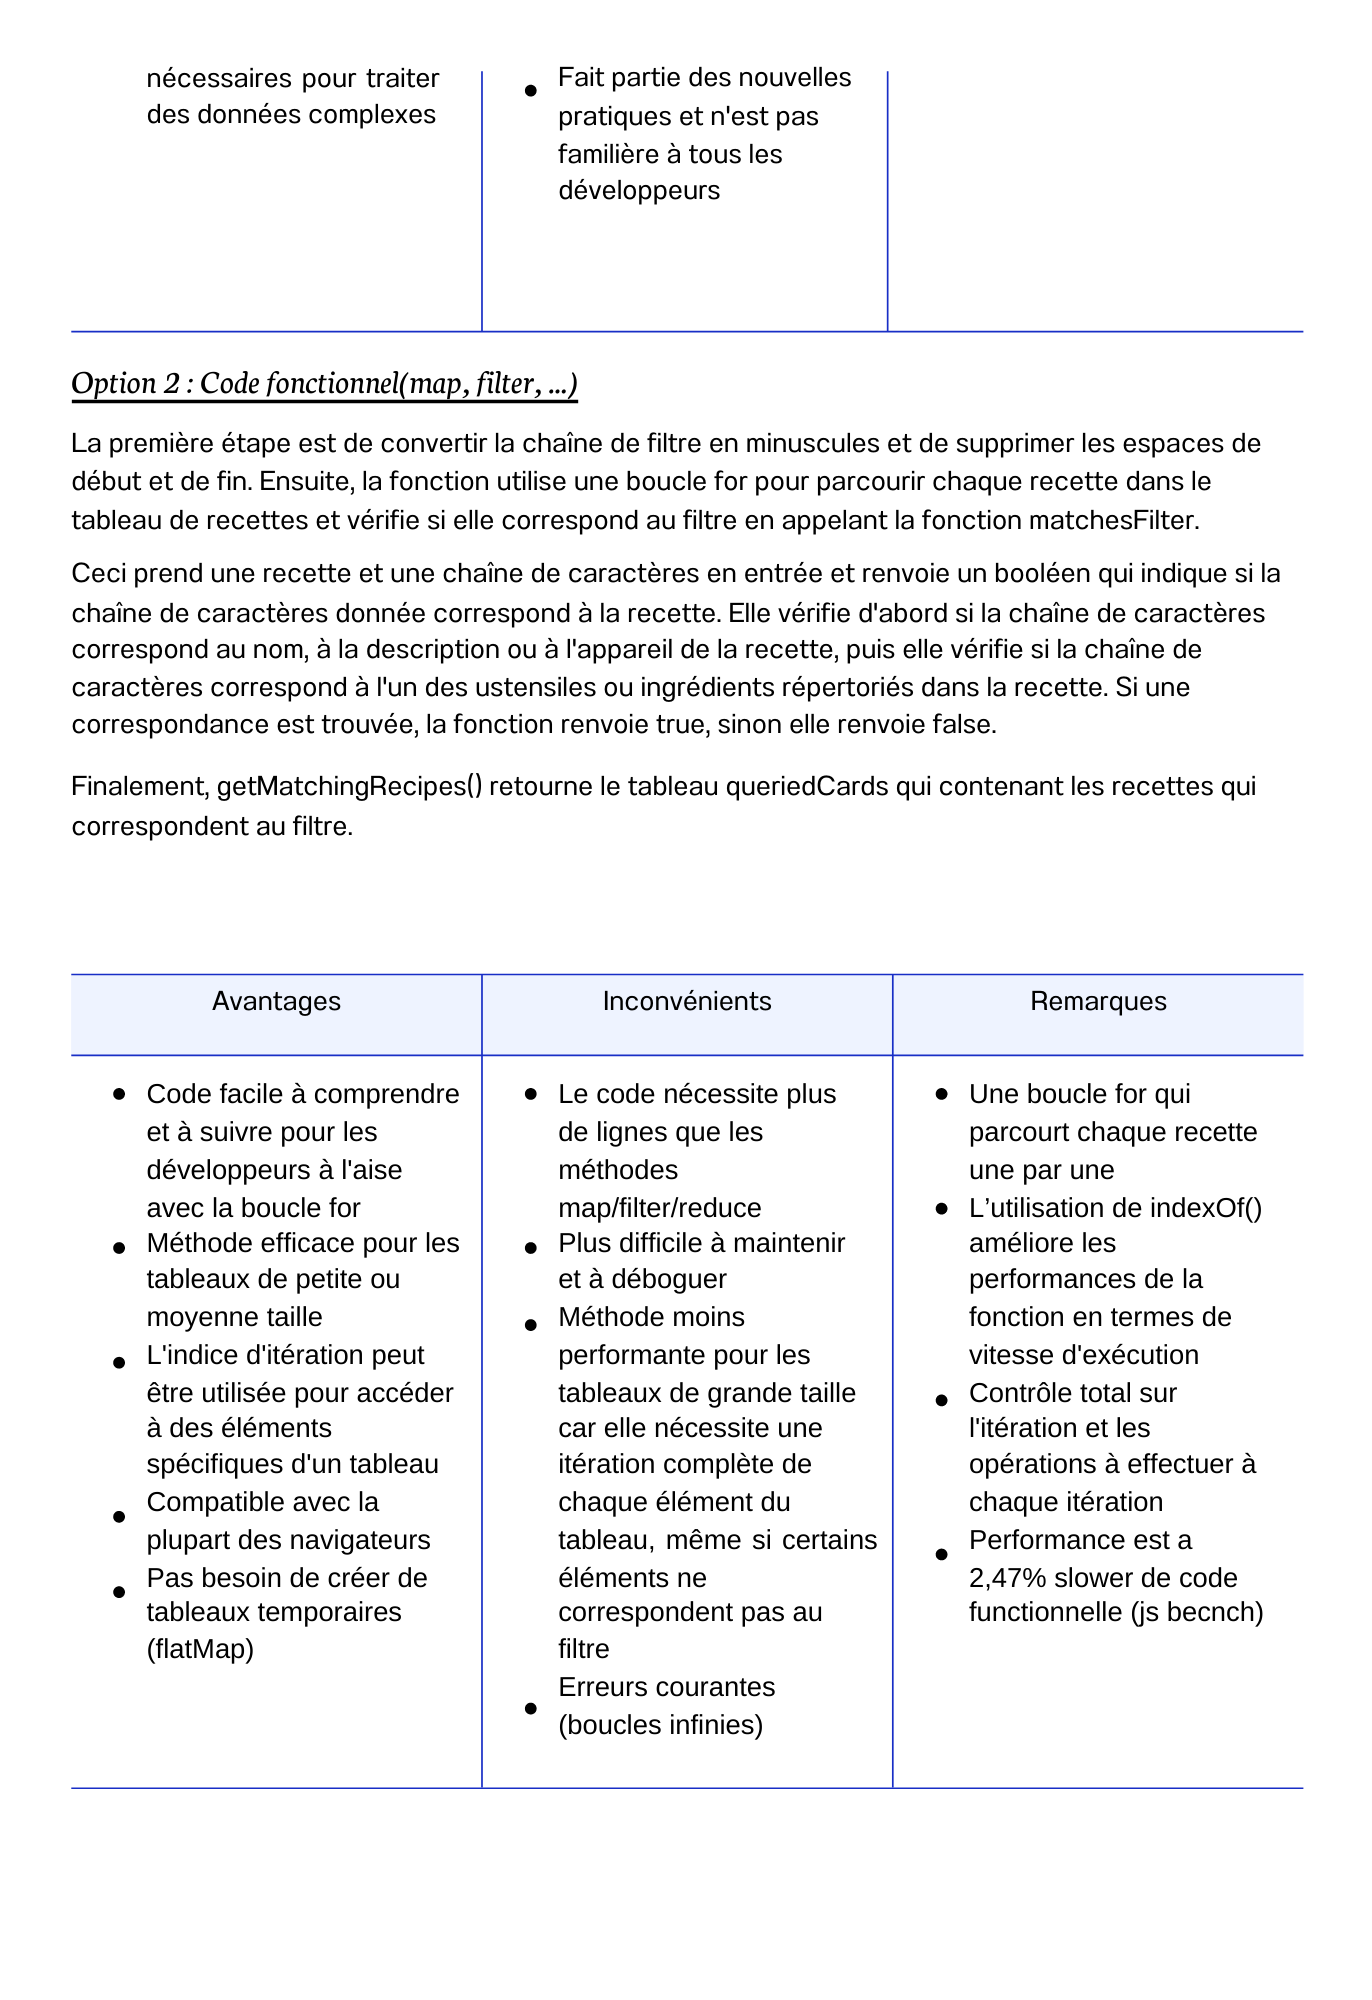 nécessaires pour traiter
des données complexes
Fait partie des nouvelles
pratiques et n'est pas
familière à tous les
développeurs
Option 2 : Code fonctionnel(map, filter, ...)
La première étape est de convertir la chaîne de filtre en minuscules et de supprimer les espaces de
début et de fin. Ensuite, la fonction utilise une boucle for pour parcourir chaque recette dans le
tableau de recettes et vérifie si elle correspond au filtre en appelant la fonction matchesFilter.
Ceci prend une recette et une chaîne de caractères en entrée et renvoie un booléen qui indique si la
chaîne de caractères donnée correspond à la recette. Elle vérifie d'abord si la chaîne de caractères
correspond au nom, à la description ou à l'appareil de la recette, puis elle vérifie si la chaîne de
caractères correspond à l'un des ustensiles ou ingrédients répertoriés dans la recette. Si une
correspondance est trouvée, la fonction renvoie true, sinon elle renvoie false.
Finalement, getMatchingRecipes() retourne le tableau queriedCards qui contenant les recettes qui
correspondent au filtre.
Avantages
Inconvénients
Remarques
● Code facile à comprendre
et à suivre pour les
développeurs à l'aise
avec la boucle for
● Méthode efficace pour les
tableaux de petite ou
moyenne taille
● L'indice d'itération peut
être utilisée pour accéder
à des éléments
spécifiques d'un tableau
● Compatible avec la
plupart des navigateurs
● Pas besoin de créer de
tableaux temporaires
(flatMap)
● Le code nécessite plus
de lignes que les
méthodes
map/filter/reduce
● Plus difficile à maintenir
et à déboguer
● Méthode moins
performante pour les
tableaux de grande taille
car elle nécessite une
itération complète de
chaque élément du
tableau, même si certains
éléments ne
correspondent pas au
filtre
● Erreurs courantes
(boucles infinies)
● Une boucle for qui
parcourt chaque recette
une par une
● L’utilisation de indexOf()
améliore les
performances de la
fonction en termes de
vitesse d'exécution
● Contrôle total sur
l'itération et les
opérations à effectuer à
chaque itération
● Performance est a
2,47% slower de code
functionnelle (js becnch)